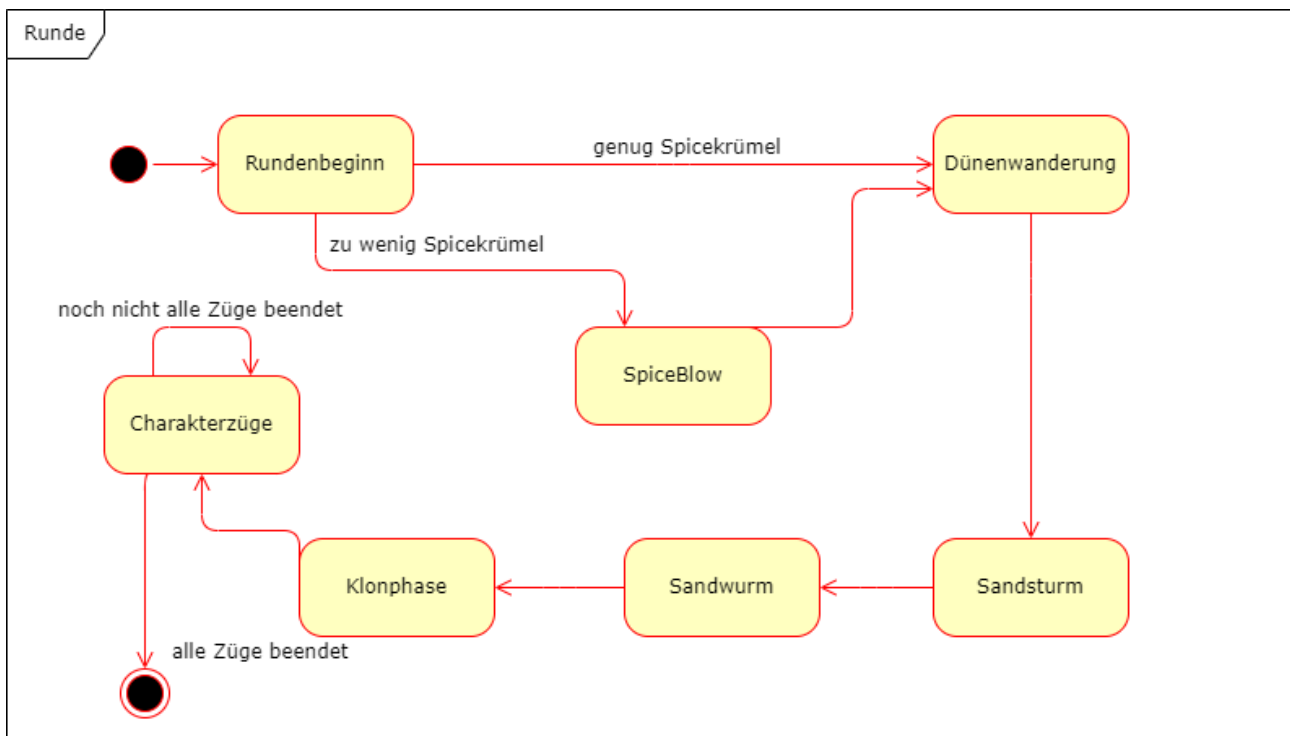 Runde
Rundenbeginn
genug Spicekrümel
Dünenwanderung
zu wenig Spicekrümel
noch nicht alle Züge beendet
SpiceBlow
Charakterzüge
Klonphase
Sandwurm
Sandsturm
alle Züge beendet